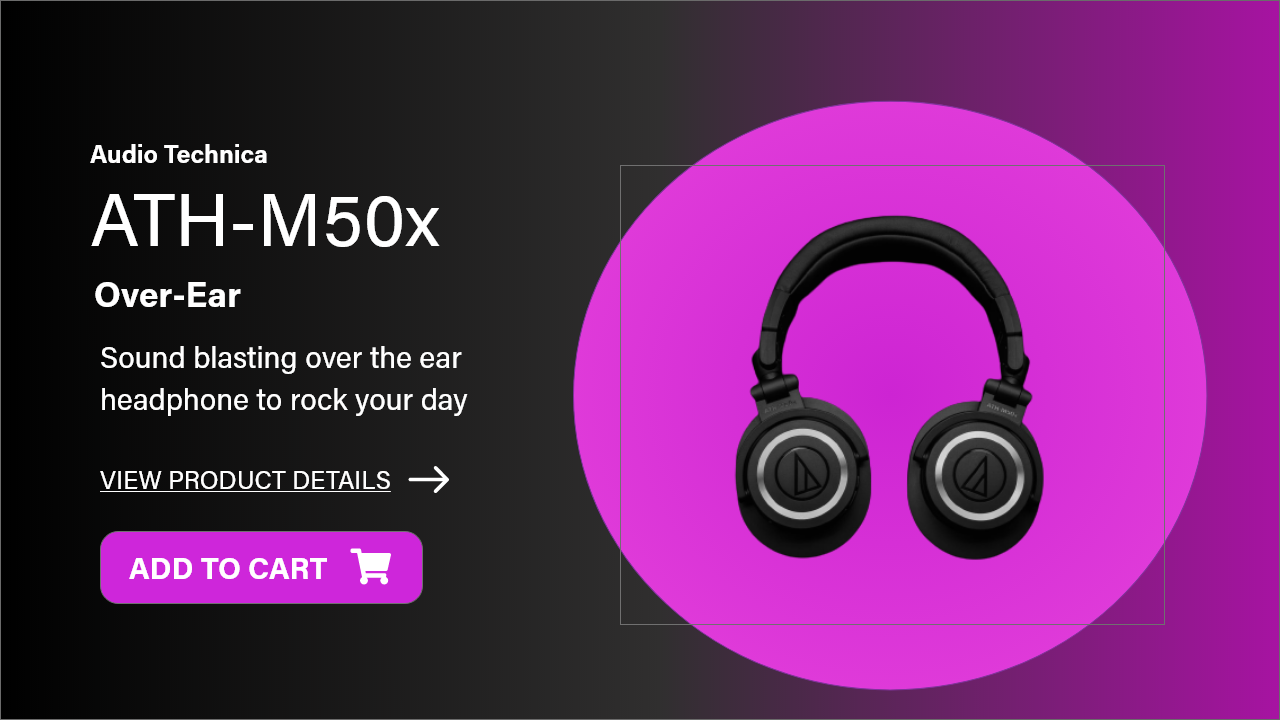 Audio Technica
ATH-M50x
Over-Ear
Sound blasting over the ear
headphone to rock your day
VIEW PRODUCT DETAILS
ADD TO CART